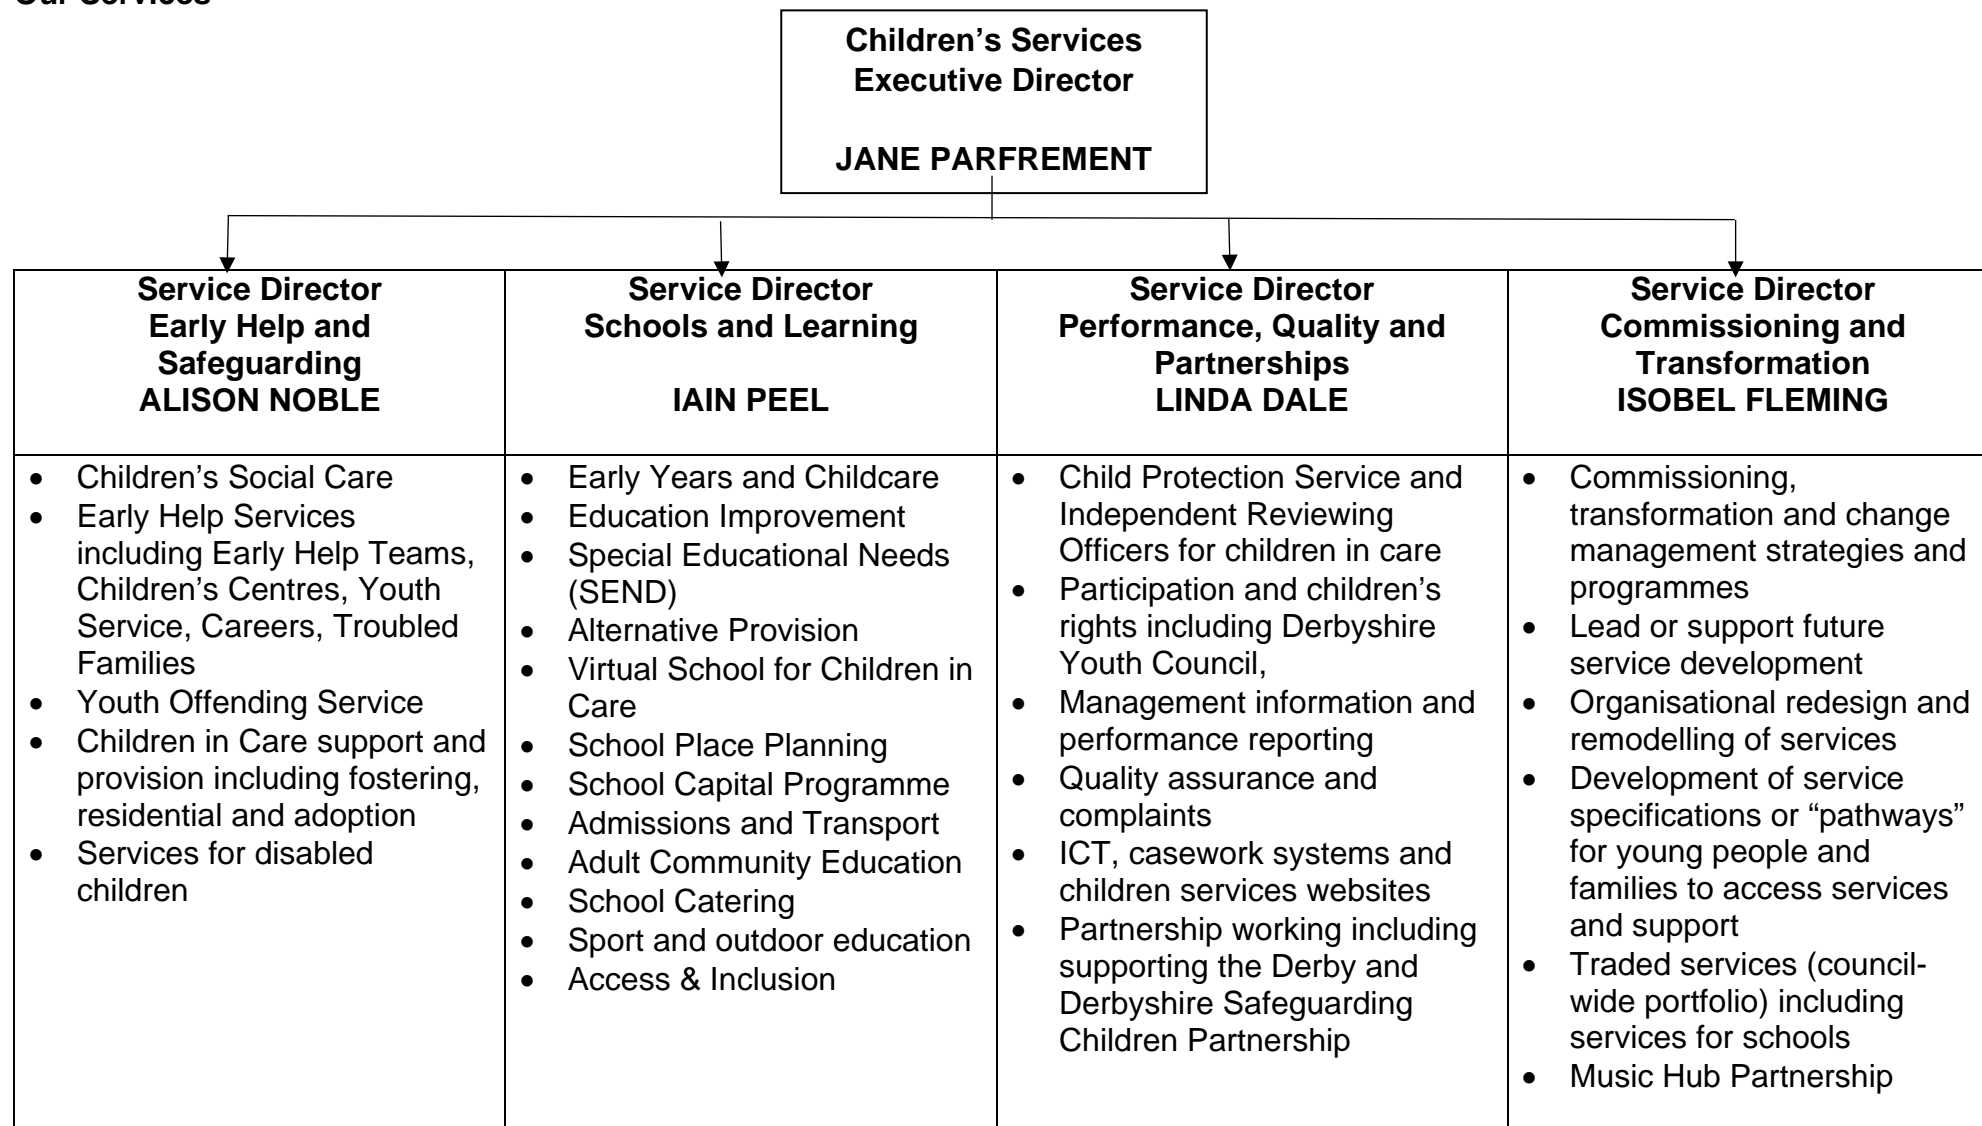 Our Services
Children’s Services
Executive Director
JANE PARFREMENT
Service Director
Early Help and
Safeguarding
ALISON NOBLE
Service Director
Schools and Learning
IAIN PEEL
Service Director
Performance, Quality and
Partnerships
LINDA DALE
Service Director
Commissioning and
Transformation
ISOBEL FLEMING
• Children’s Social Care
• Early Help Services
including Early Help Teams,
Children’s Centres, Youth
Service, Careers, Troubled
Families
• Youth Offending Service
• Children in Care support and
provision including fostering,
residential and adoption
• Services for disabled
children
• Early Years and Childcare
• Education Improvement
• Special Educational Needs
(SEND)
• Alternative Provision
• Virtual School for Children in
Care
• School Place Planning
• School Capital Programme
• Admissions and Transport
• Adult Community Education
• School Catering
• Sport and outdoor education
• Access & Inclusion
• Child Protection Service and
Independent Reviewing
Officers for children in care
• Participation and children’s
rights including Derbyshire
Youth Council,
• Management information and
performance reporting
• Quality assurance and
complaints
• ICT, casework systems and
children services websites
• Partnership working including
supporting the Derby and
Derbyshire Safeguarding
Children Partnership
• Commissioning,
transformation and change
management strategies and
programmes
• Lead or support future
service development
• Organisational redesign and
remodelling of services
• Development of service
specifications or “pathways”
for young people and
families to access services
and support
• Traded services (council-
wide portfolio) including
services for schools
• Music Hub Partnership